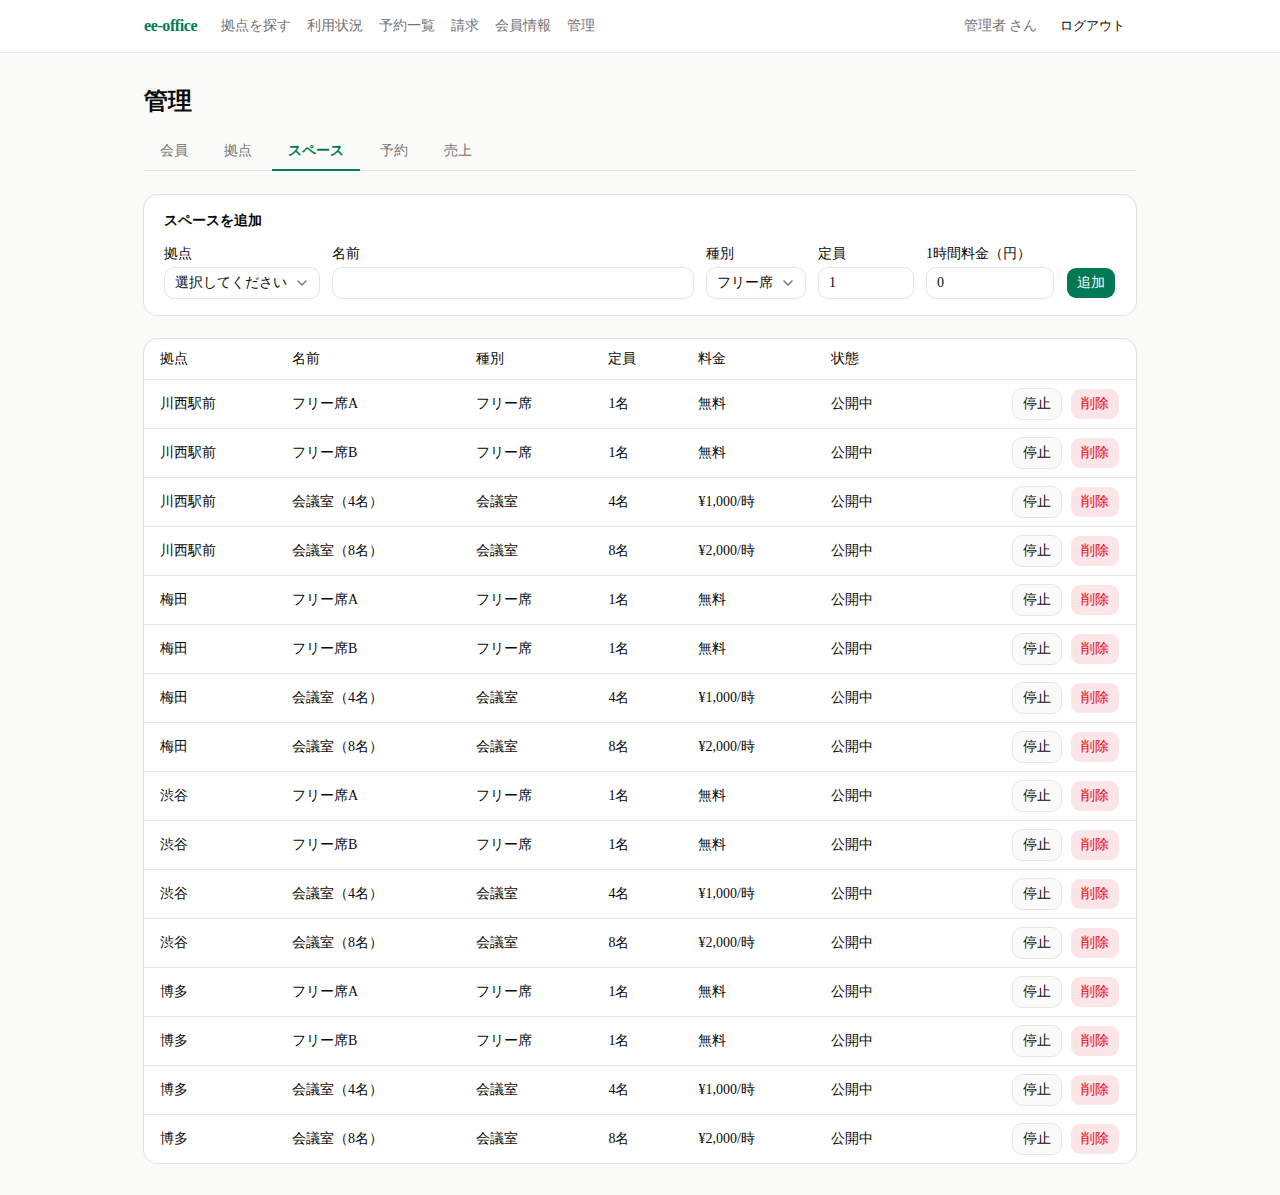 ee-office 拠点を探す 利用状況 予約一覧 請求 会員情報 管理 管理者 さん ログアウト
管理
会員 拠点 スペース 予約 売上
スペースを追加
拠点 名前 種別 定員 1時間料金（円）
選択してください フリー席 1 0 追加
拠点 名前 種別 定員 料金 状態
川西駅前 フリー席A フリー席 1名 無料 公開中 停止 削除
川西駅前 フリー席B フリー席 1名 無料 公開中 停止 削除
川西駅前 会議室（4名） 会議室 4名 ¥1,000/時 公開中 停止 削除
川西駅前 会議室（8名） 会議室 8名 ¥2,000/時 公開中 停止 削除
梅田 フリー席A フリー席 1名 無料 公開中 停止 削除
梅田 フリー席B フリー席 1名 無料 公開中 停止 削除
梅田 会議室（4名） 会議室 4名 ¥1,000/時 公開中 停止 削除
梅田 会議室（8名） 会議室 8名 ¥2,000/時 公開中 停止 削除
渋谷 フリー席A フリー席 1名 無料 公開中 停止 削除
渋谷 フリー席B フリー席 1名 無料 公開中 停止 削除
渋谷 会議室（4名） 会議室 4名 ¥1,000/時 公開中 停止 削除
渋谷 会議室（8名） 会議室 8名 ¥2,000/時 公開中 停止 削除
博多 フリー席A フリー席 1名 無料 公開中 停止 削除
博多 フリー席B フリー席 1名 無料 公開中 停止 削除
博多 会議室（4名） 会議室 4名 ¥1,000/時 公開中 停止 削除
博多 会議室（8名） 会議室 8名 ¥2,000/時 公開中 停止 削除